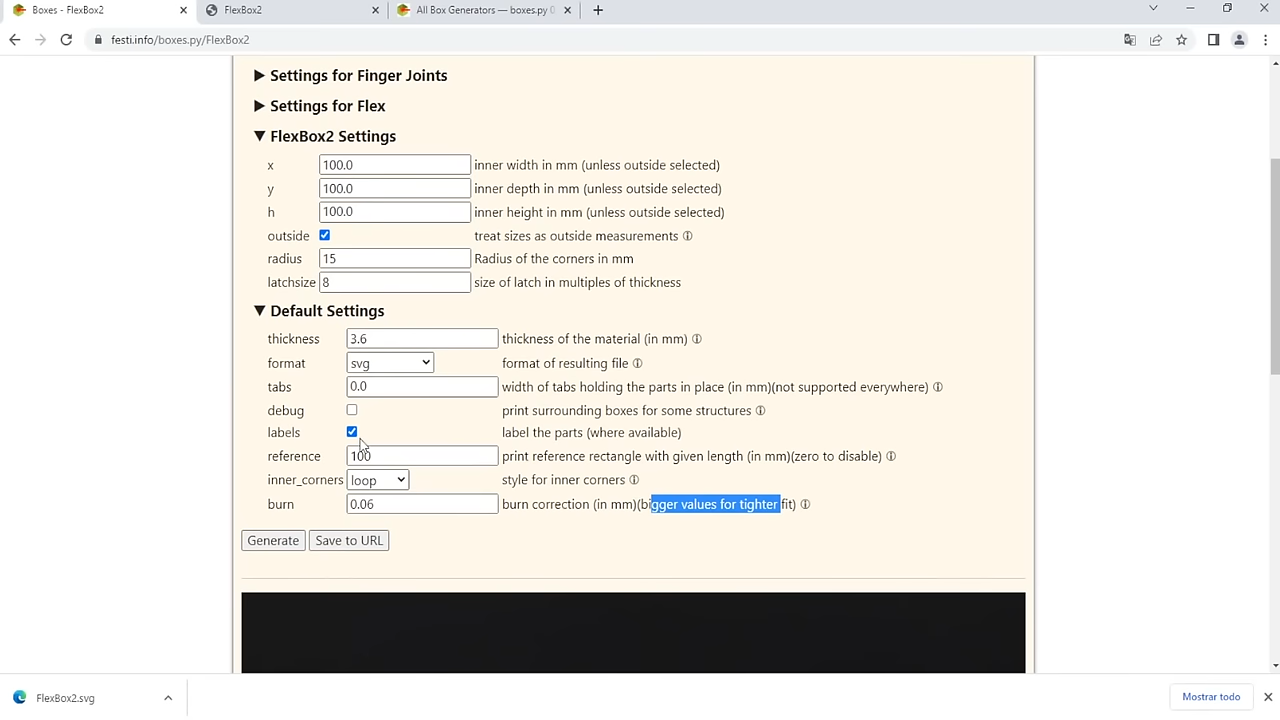 Boxes - FlexBox2
FlexBox2
All Box Generators — boxes.py 0
festi.info/boxes.py/FlexBox2
▶ Settings for Finger Joints
▶ Settings for Flex
▼ FlexBox2 Settings
x 100.0 inner width in mm (unless outside selected)
y 100.0 inner depth in mm (unless outside selected)
h 100.0 inner height in mm (unless outside selected)
outside treat sizes as outside measurements ⓘ
radius 15 Radius of the corners in mm
latchsize 8 size of latch in multiples of thickness
▼ Default Settings
thickness 3.6 thickness of the material (in mm) ⓘ
format svg format of resulting file ⓘ
tabs 0.0 width of tabs holding the parts in place (in mm)(not supported everywhere) ⓘ
debug print surrounding boxes for some structures ⓘ
labels label the parts (where available)
reference 100 print reference rectangle with given length (in mm)(zero to disable) ⓘ
inner_corners loop style for inner corners ⓘ
burn 0.06 burn correction (in mm)(bigger values for tighter fit) ⓘ
Generate Save to URL
FlexBox2.svg
Mostrar todo